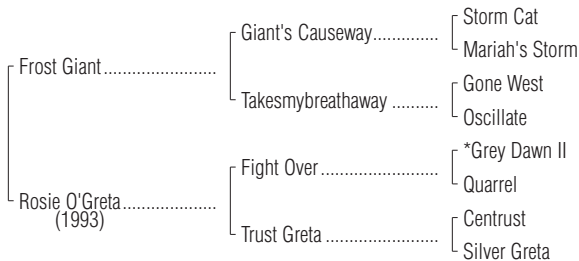 Storm Cat
Giant's Causeway..............
Mariah's Storm
Frost Giant........................
Gone West
Takesmybreathaway ..........
Oscillate
*Grey Dawn II
Fight Over.........................
Quarrel
Rosie O'Greta....................
(1993)
Centrust
Trust Greta ........................
Silver Greta